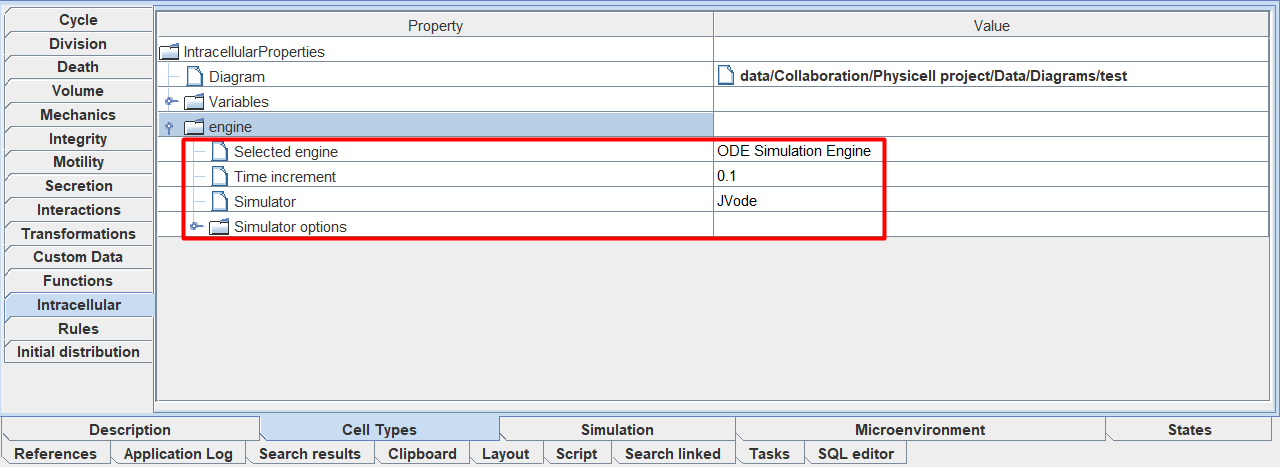 Cycle
Division
Death
Volume
Mechanics
Integrity
Motility
Secretion
Interactions
Transformations
Custom Data
Functions
Intracellular
Rules
Initial distribution
Property Value
IntracellularProperties
Diagram data/Collaboration/Physicell project/Data/Diagrams/test
Variables
engine
Selected engine ODE Simulation Engine
Time increment 0.1
Simulator JVode
Simulator options
Description Cell Types Simulation Microenvironment States
References Application Log Search results Clipboard Layout Script Search linked Tasks SQL editor